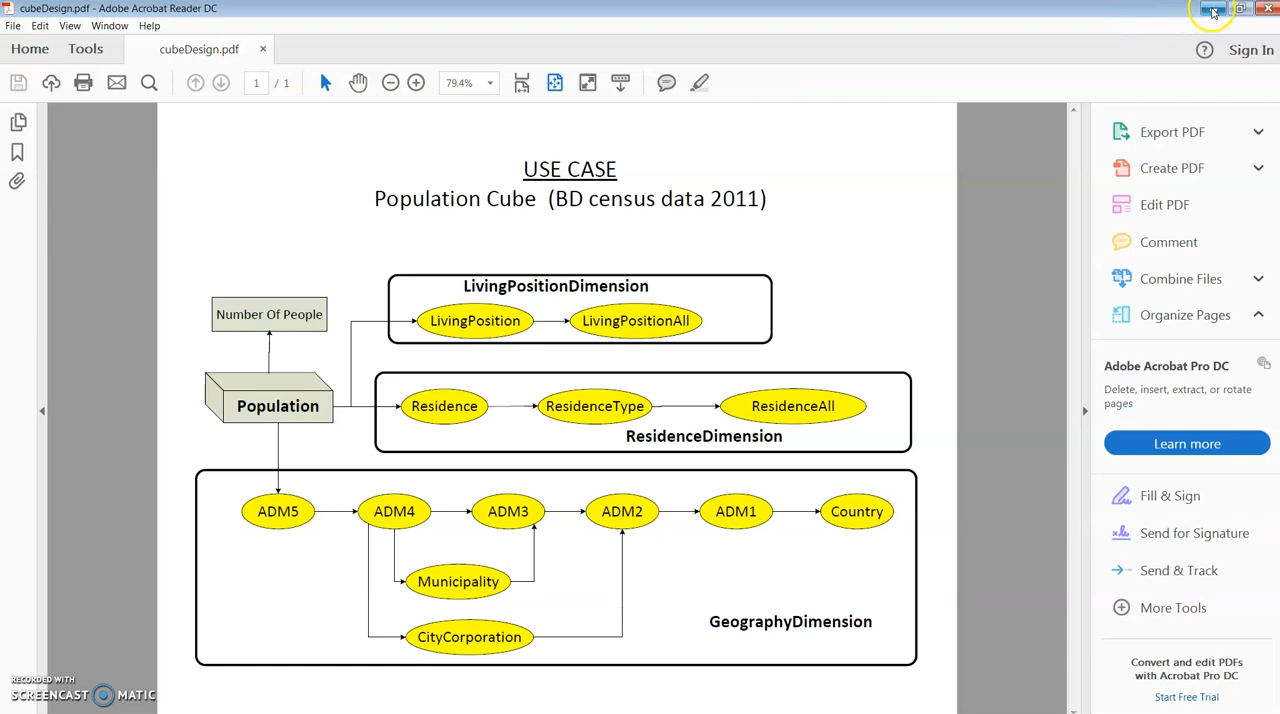 cubeDesign.pdf - Adobe Acrobat Reader DC
File Edit View Window Help
Home Tools cubeDesign.pdf × ? Sign In
1 / 1 79.4%
USE CASE
Population Cube (BD census data 2011)
LivingPositionDimension
Number Of People
LivingPosition LivingPositionAll
Population
Residence ResidenceType ResidenceAll
ResidenceDimension
ADM5 ADM4 ADM3 ADM2 ADM1 Country
Municipality
CityCorporation
GeographyDimension
Export PDF
Create PDF
Edit PDF
Comment
Combine Files
Organize Pages
Adobe Acrobat Pro DC
Delete, insert, extract, or rotate
pages
Learn more
Fill & Sign
Send for Signature
Send & Track
More Tools
Convert and edit PDFs
with Acrobat Pro DC
Start Free Trial
RECORDED WITH
SCREENCAST MATIC